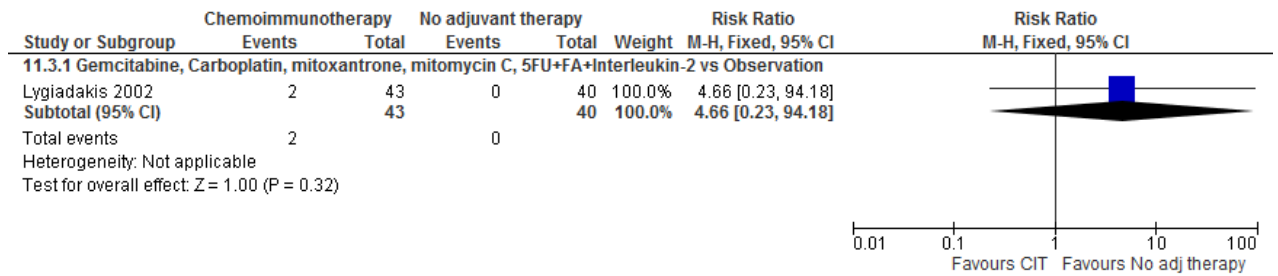 Chemoimmunotherapy No adjuvant therapy Risk Ratio Risk Ratio
Study or Subgroup Events Total Events Total Weight M-H, Fixed, 95% CI M-H, Fixed, 95% CI
11.3.1 Gemcitabine, Carboplatin, mitoxantrone, mitomycin C, 5FU+FA+Interleukin-2 vs Observation
Lygiadakis 2002 2 43 0 40 100.0% 4.66 [0.23, 94.18]
Subtotal (95% CI) 43 40 100.0% 4.66 [0.23, 94.18]
Total events 2 0
Heterogeneity: Not applicable
Test for overall effect: Z = 1.00 (P = 0.32)
0.01 0.1 1 10 100
Favours CIT Favours No adj therapy